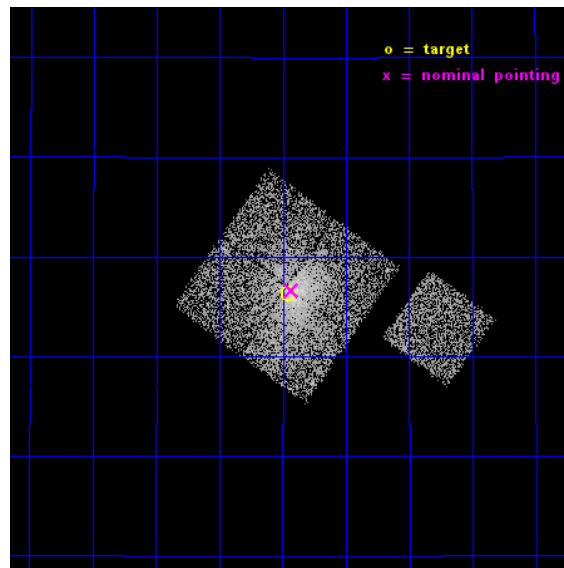 o = target
x = nominal pointing